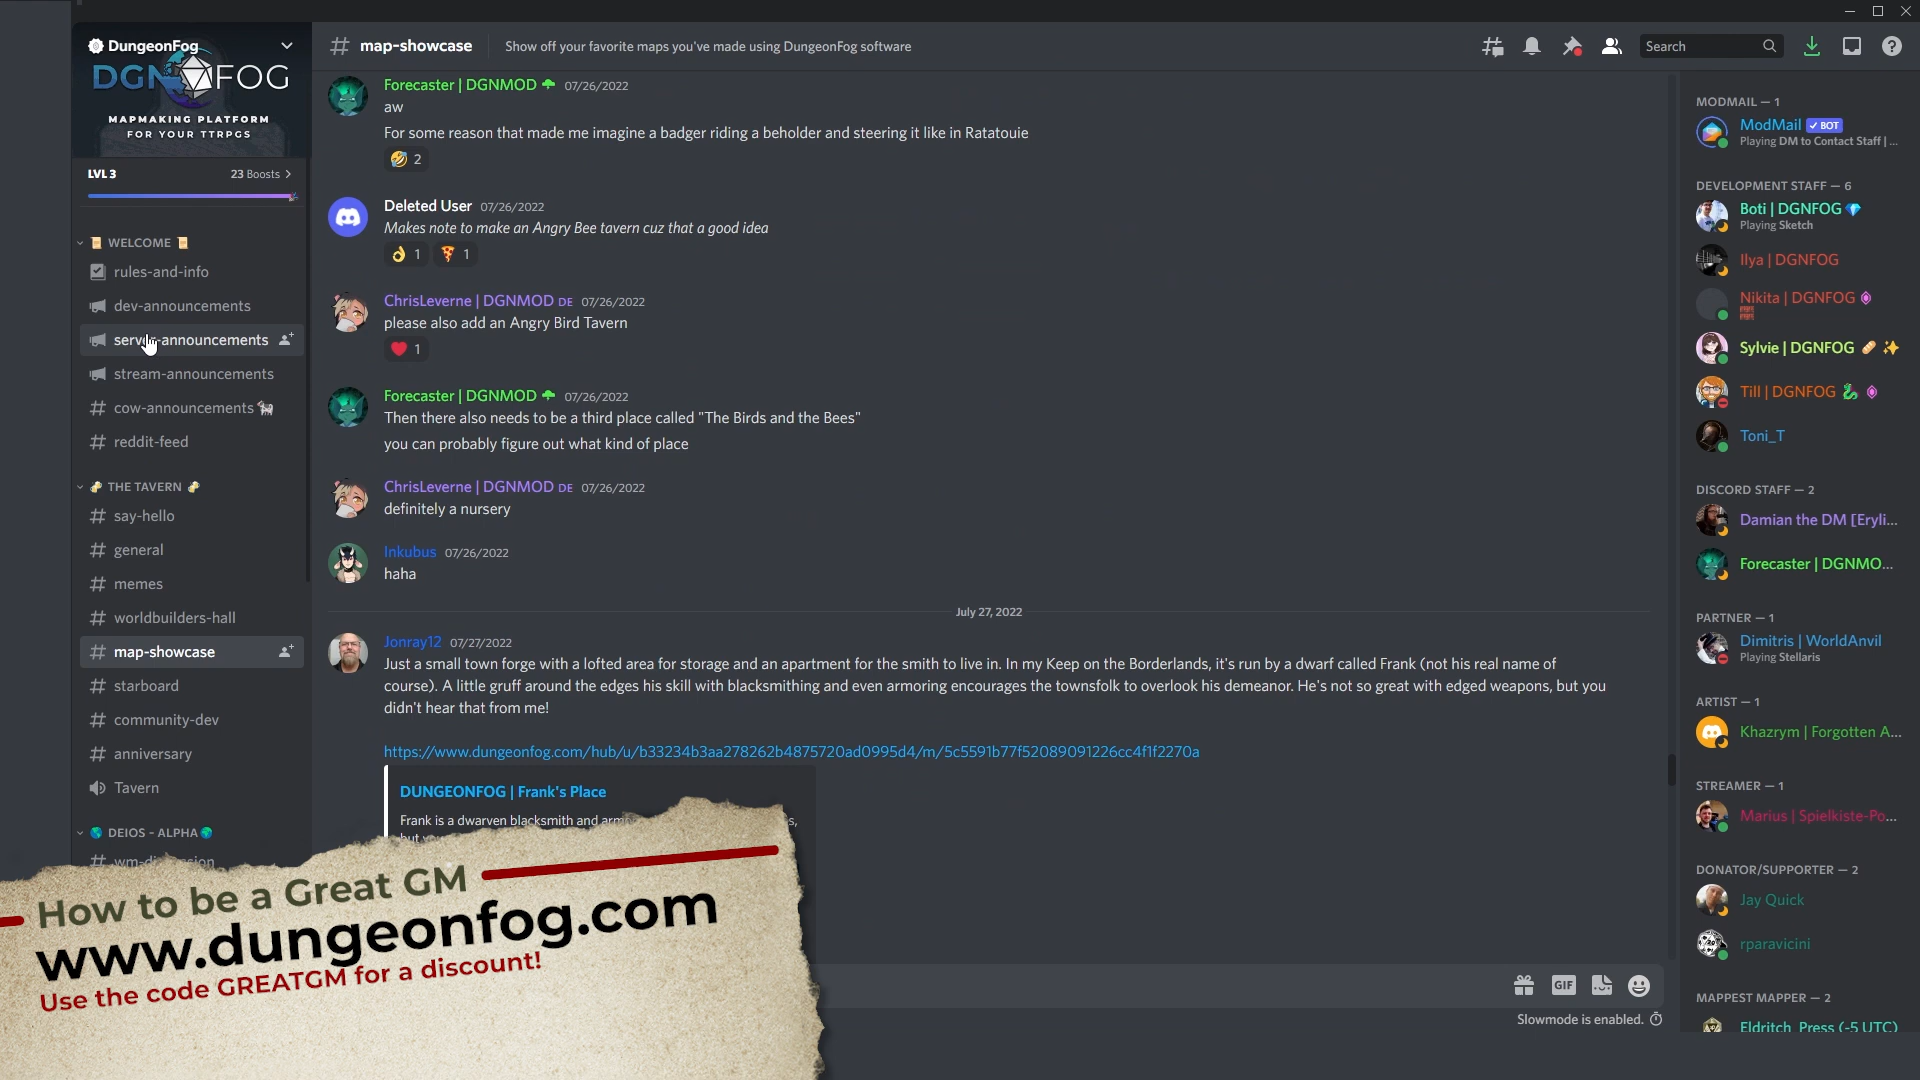 DungeonFog
DGNFOG
MAPMAKING PLATFORM
FOR YOUR TTRPGS
LVL 3
23 Boosts
WELCOME
rules-and-info
dev-announcements
server-announcements
stream-announcements
cow-announcements
reddit-feed
THE TAVERN
say-hello
general
memes
worldbuilders-hall
map-showcase
starboard
community-dev
anniversary
Tavern
DEIOS - ALPHA
map-showcase
Show off your favorite maps you've made using DungeonFog software
Search
Forecaster | DGNMOD 07/26/2022
aw
For some reason that made me imagine a badger riding a beholder and steering it like in Ratatouie
2
Deleted User 07/26/2022
Makes note to make an Angry Bee tavern cuz that a good idea
1 1
ChrisLeverne | DGNMOD DE 07/26/2022
please also add an Angry Bird Tavern
1
Forecaster | DGNMOD 07/26/2022
Then there also needs to be a third place called "The Birds and the Bees"
you can probably figure out what kind of place
ChrisLeverne | DGNMOD DE 07/26/2022
definitely a nursery
Inkubus 07/26/2022
haha
July 27, 2022
Jonray12 07/27/2022
Just a small town forge with a lofted area for storage and an apartment for the smith to live in. In my Keep on the Borderlands, it's run by a dwarf called Frank (not his real name of
course). A little gruff around the edges his skill with blacksmithing and even armoring encourages the townsfolk to overlook his demeanor. He's not so great with edged weapons, but you
didn't hear that from me!
https://www.dungeonfog.com/hub/u/b33234b3aa278262b4875720ad0995d4/m/5c5591b77f52089091226cc4f1f2270a
DUNGEONFOG | Frank's Place
Frank is a dwarven blacksmith and
GIF
Slowmode is enabled.
How to be a Great GM
www.dungeonfog.com
Use the code GREATGM for a discount!
MODMAIL — 1
ModMail BOT
Playing DM to Contact Staff | ...
DEVELOPMENT STAFF — 6
Boti | DGNFOG
Playing Sketch
Ilya | DGNFOG
Nikita | DGNFOG
Sylvie | DGNFOG
Till | DGNFOG
Toni_T
DISCORD STAFF — 2
Damian the DM [Eryli...
Forecaster | DGNMO...
PARTNER — 1
Dimitris | WorldAnvil
Playing Stellaris
ARTIST — 1
Khazrym | Forgotten A...
STREAMER — 1
Marius | Spielkiste-Po...
DONATOR/SUPPORTER — 2
Jay Quick
rparavicini
MAPPEST MAPPER — 2
Eldritch_Press (-5 UTC)